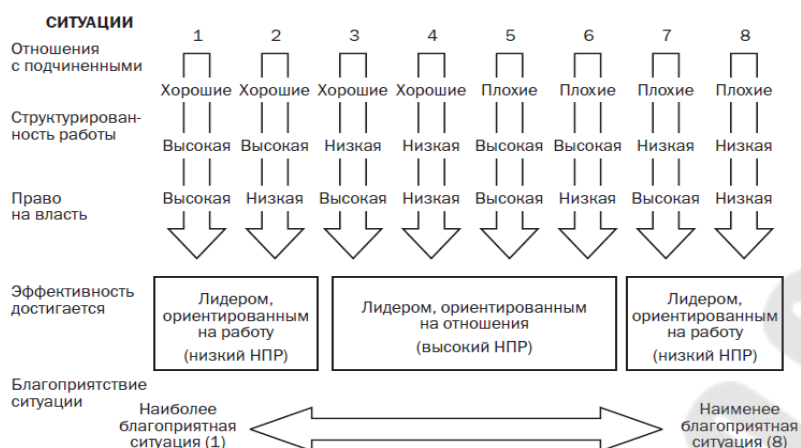 СИТУАЦИИ
1 2 3 4 5 6 7 8
Отношения
с подчиненными
Хорошие Хорошие Хорошие Хорошие Плохие Плохие Плохие Плохие
Структурирован-
ность работы
Высокая Высокая Низкая Низкая Высокая Высокая Низкая Низкая
Право
на власть
Высокая Низкая Высокая Низкая Высокая Низкая Высокая Низкая
Эффективность
достигается
Лидером,
ориентированным
на работу
(низкий НПР)
Лидером, ориентированным
на отношения
(высокий НПР)
Лидером,
ориентированным
на работу
(низкий НПР)
Благоприятствие
ситуации
Наиболее
благоприятная
ситуация (1)
Наименее
благоприятная
ситуация (8)